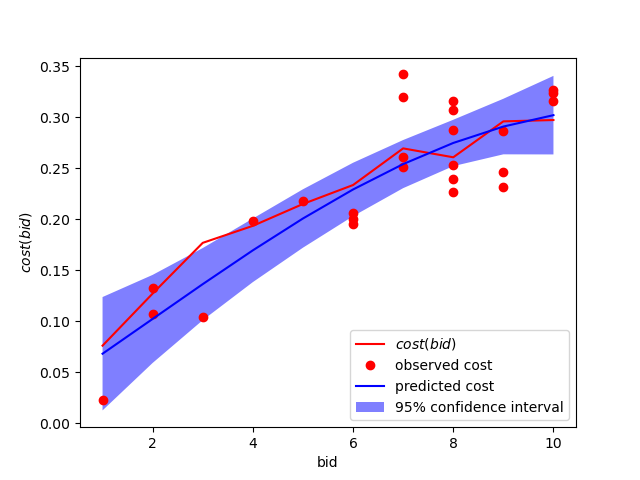 0.35
0.30
0.25
0.20
0.15
0.10
0.05
0.00
cost(bid)
2 4 6 8 10
bid
cost(bid)
observed cost
predicted cost
95% confidence interval